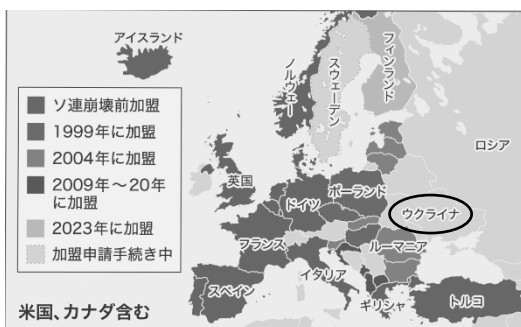 アイスランド
ノルウェー
スウェーデン
フィンランド
ソ連崩壊前加盟
1999年に加盟
2004年に加盟
2009年〜20年
に加盟
2023年に加盟
加盟申請手続き中
ロシア
英国
ポーランド
ドイツ
ウクライナ
フランス
ルーマニア
イタリア
スペイン
ギリシャ
トルコ
米国、カナダ含む